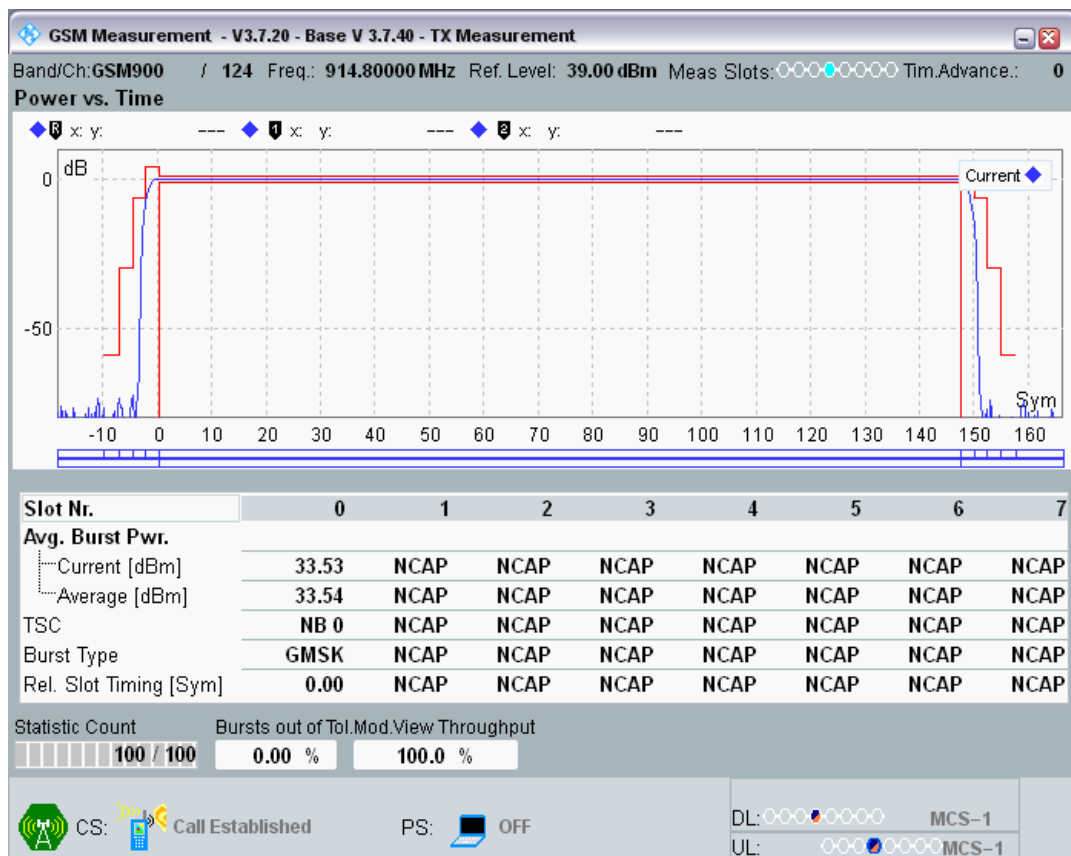 GSM Measurement - V3.7.20 - Base V 3.7.40 - TX Measurement
Band/Ch:GSM900 / 124 Freq.: 914.80000 MHz Ref. Level: 39.00 dBm Meas Slots: Tim.Advance.: 0
Power vs. Time
R x: y: --- 1 x: y: --- 2 x: y: ---
dB
Current
0
-50
Sym
-10 0 10 20 30 40 50 60 70 80 90 100 110 120 130 140 150 160
Slot Nr. 0 1 2 3 4 5 6 7
Avg. Burst Pwr.
Current [dBm] 33.53 NCAP NCAP NCAP NCAP NCAP NCAP NCAP
Average [dBm] 33.54 NCAP NCAP NCAP NCAP NCAP NCAP NCAP
TSC NB 0 NCAP NCAP NCAP NCAP NCAP NCAP NCAP
Burst Type GMSK NCAP NCAP NCAP NCAP NCAP NCAP NCAP
Rel. Slot Timing [Sym] 0.00 NCAP NCAP NCAP NCAP NCAP NCAP NCAP
Statistic Count Bursts out of Tol. Mod.View Throughput
100 / 100 0.00 % 100.0 %
CS: Call Established PS: OFF
DL: MCS-1
UL: MCS-1